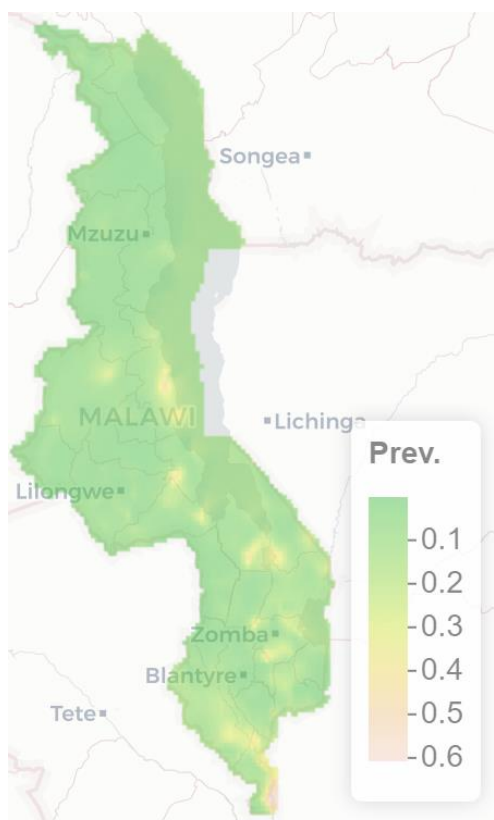 Songea
Mzuzu
MALAWI
Lichinga
Prev.
Lilongwe
0.1
0.2
0.3
Zomba
0.4
Blantyre
Tete
0.5
0.6